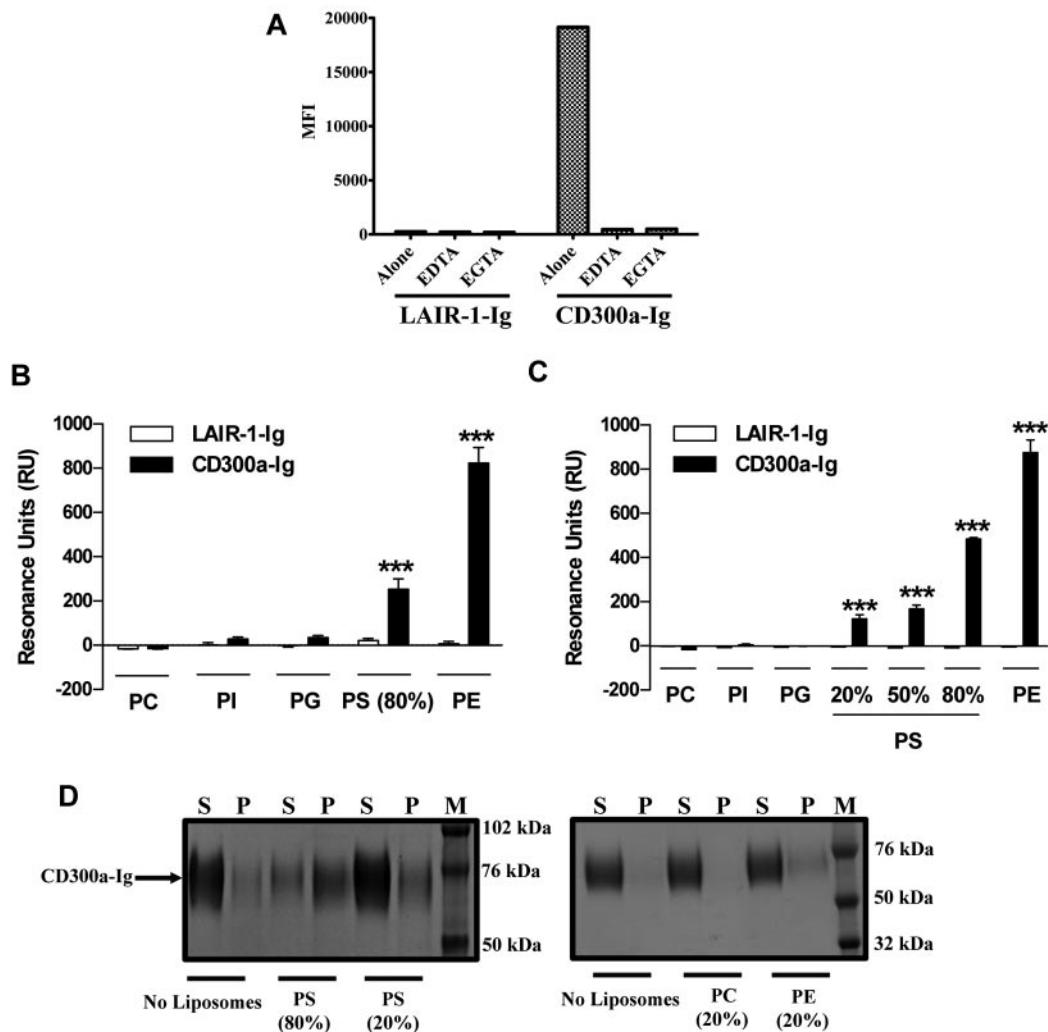 A
20000
15000
10000
5000
0
MFI
Alone
EDTA
EGTA
Alone
EDTA
EGTA
LAIR-1-Ig
CD300a-Ig
B
Resonance Units (RU)
1000
800
600
400
200
0
-200
LAIR-1-Ig
CD300a-Ig
***
***
PC PI PG PS (80%) PE
C
Resonance Units (RU)
1000
800
600
400
200
0
-200
LAIR-1-Ig
CD300a-Ig
***
***
***
***
PC PI PG 20% 50% 80% PE
PS
D
S P S P S P M
102 kDa
76 kDa
50 kDa
CD300a-Ig
No Liposomes
PS
(80%)
PS
(20%)
S P S P S P M
76 kDa
50 kDa
32 kDa
No Liposomes
PC
(20%)
PE
(20%)